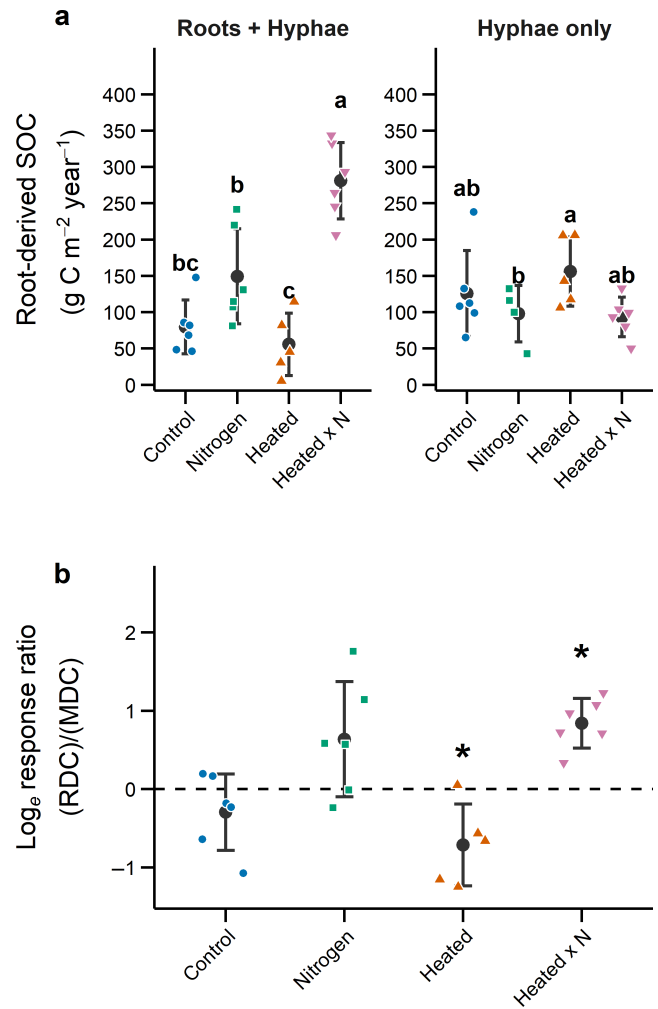 a
Roots + Hyphae
Hyphae only
Root-derived SOC
(g C m⁻² year⁻¹)
400
350
300
250
200
150
100
50
0
bc
b
c
a
Control
Nitrogen
Heated
Heated x N
400
350
300
250
200
150
100
50
0
ab
b
a
ab
Control
Nitrogen
Heated
Heated x N
b
Logₑ response ratio
(RDC)/(MDC)
2
1
0
−1
*
*
Control
Nitrogen
Heated
Heated x N